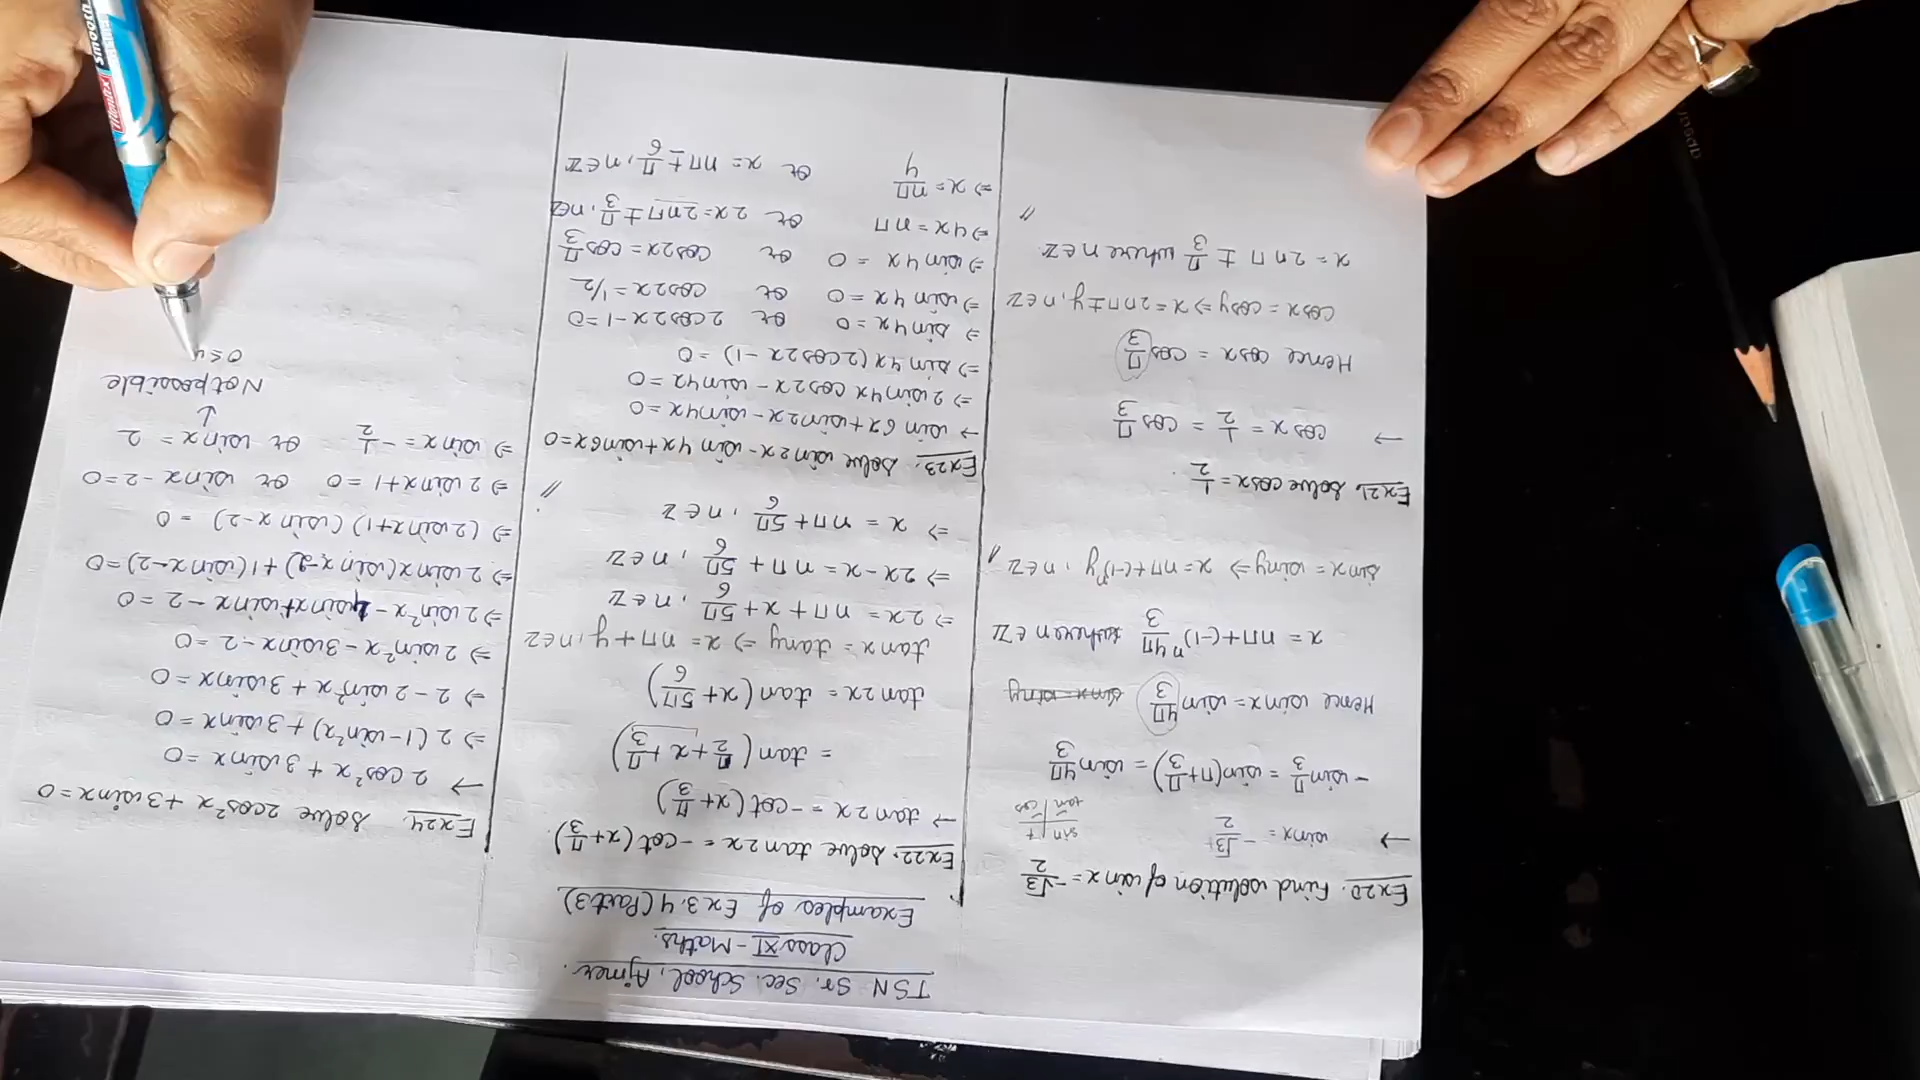 TSN Sr. Sec. School, Ajmer.
Class XI - Maths.
Examples of Ex 3.4 (Part 3)
Ex20. Find solution of sin x = -√3/2
→ sin x = -√3/2
-sin π/3 = sin(π + π/3) = sin 4π/3
Hence sin x = sin 4π/3
x = nπ + (-1)ⁿ 4π/3 where n ∈ Z
sin x = sin y ⇒ x = nπ + (-1)ⁿ y, n ∈ Z //
Ex21. Solve cos x = 1/2.
→ cos x = 1/2 = cos π/3
Hence cos x = cos π/3
cos x = cos y ⇒ x = 2nπ ± y, n ∈ Z
x = 2nπ ± π/3 where n ∈ Z.
//
Ex22. Solve tan 2x = -cot(x + π/3).
→ tan 2x = -cot(x + π/3)
= tan(π/2 + x + π/3)
tan 2x = tan(x + 5π/6)
tan x = tan y ⇒ x = nπ + y, n ∈ Z
⇒ 2x = nπ + x + 5π/6, n ∈ Z
⇒ 2x - x = nπ + 5π/6, n ∈ Z
⇒ x = nπ + 5π/6, n ∈ Z //
Ex23. Solve sin 2x - sin 4x + sin 6x = 0
→ sin 6x + sin 2x - sin 4x = 0
⇒ 2 sin 4x cos 2x - sin 4x = 0
⇒ sin 4x (2cos 2x - 1) = 0
⇒ sin 4x = 0 or 2cos 2x - 1 = 0
⇒ sin 4x = 0 or cos 2x = 1/2
⇒ sin 4x = 0 or cos 2x = cos π/3
⇒ 4x = nπ or 2x = 2nπ ± π/3, n ∈ Z
⇒ x = nπ/4 or x = nπ ± π/6, n ∈ Z
Ex24. Solve 2cos²x + 3 sin x = 0
→ 2 cos²x + 3 sin x = 0
⇒ 2(1 - sin²x) + 3 sin x = 0
⇒ 2 - 2 sin²x + 3 sin x = 0
⇒ 2 sin²x - 3 sin x - 2 = 0
⇒ 2 sin²x - 4 sin x + sin x - 2 = 0
⇒ 2 sin x (sin x - 2) + 1(sin x - 2) = 0
⇒ (2 sin x + 1)(sin x - 2) = 0
⇒ 2 sin x + 1 = 0 or sin x - 2 = 0
⇒ sin x = -1/2 or sin x = 2
↓
Not possible
0 ≤
smooth